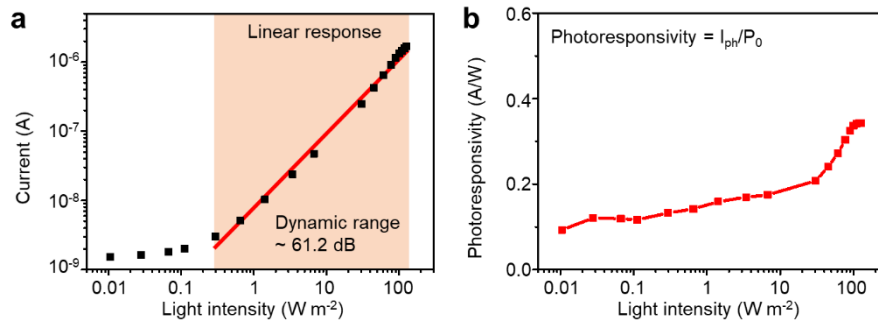 a
Linear response
Dynamic range
~ 61.2 dB
Current (A)
10⁻⁶
10⁻⁷
10⁻⁸
10⁻⁹
0.01 0.1 1 10 100
Light intensity (W m⁻²)
b
Photoresponsivity = Iₚₕ/P₀
Photoresponsivity (A/W)
0.6
0.4
0.2
0.0
0.01 0.1 1 10 100
Light intensity (W m⁻²)